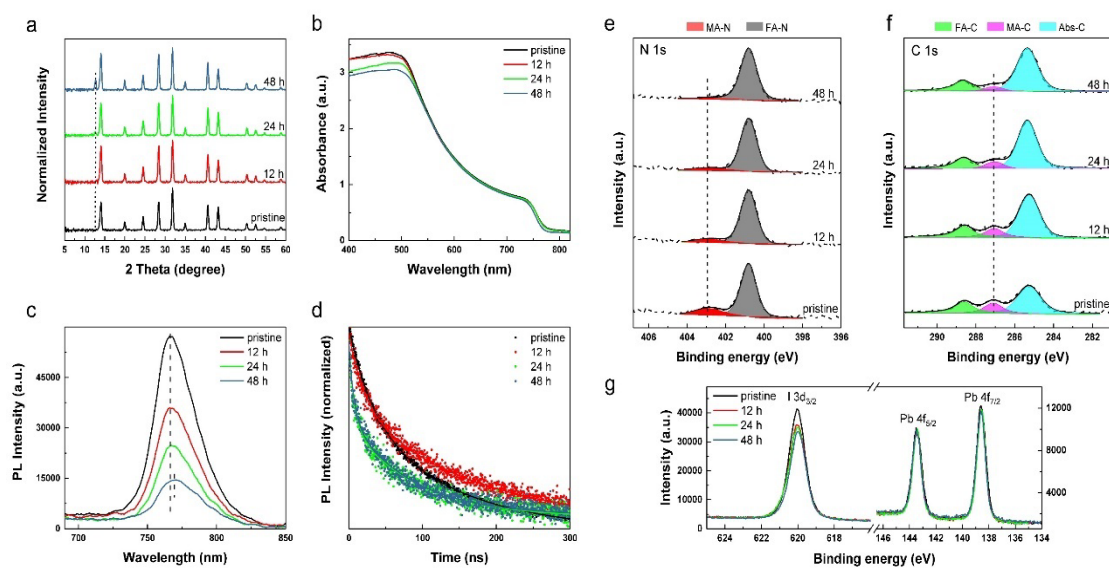 a
Normalized Intensity
48 h
24 h
12 h
pristine
5 10 15 20 25 30 35 40 45 50 55 60
2 Theta (degree)
b
Absorbance (a.u.)
3
2
1
0
pristine
12 h
24 h
48 h
400 500 600 700 800
Wavelength (nm)
c
PL Intensity (a.u.)
45000
30000
15000
0
pristine
12 h
24 h
48 h
700 750 800 850
Wavelength (nm)
d
PL Intensity (normalized)
pristine
12 h
24 h
48 h
0 100 200 300
Time (ns)
e
MA-N FA-N
N 1s
Intensity (a.u.)
48 h
24 h
12 h
pristine
406 404 402 400 398 396
Binding energy (eV)
f
FA-C MA-C Abs-C
C 1s
Intensity (a.u.)
48 h
24 h
12 h
pristine
290 288 286 284 282
Binding energy (eV)
g
Intensity (a.u.)
40000
30000
20000
10000
0
pristine
12 h
24 h
48 h
I 3d3/2
Pb 4f5/2
Pb 4f7/2
12000
8000
4000
2000
624 622 620 618 146 144 142 140 138 136 134
Binding energy (eV)